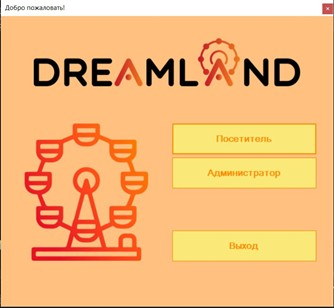 Добро пожаловать!
DREAMLAND
Посетитель
Администратор
Выход